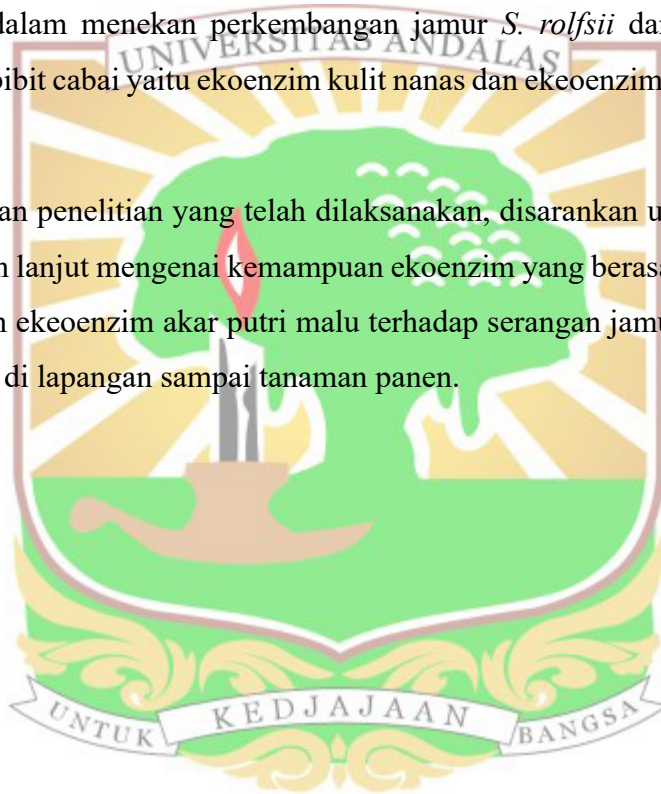 dalam menekan perkembangan jamur S. rolfsii da
UNIVERSITAS ANDALAS
bibit cabai yaitu ekoenzim kulit nanas dan ekeoenzim
an penelitian yang telah dilaksanakan, disarankan u
h lanjut mengenai kemampuan ekoenzim yang berasa
n ekeoenzim akar putri malu terhadap serangan jamu
di lapangan sampai tanaman panen.
UNTUK KEDJAJAAN BANGSA